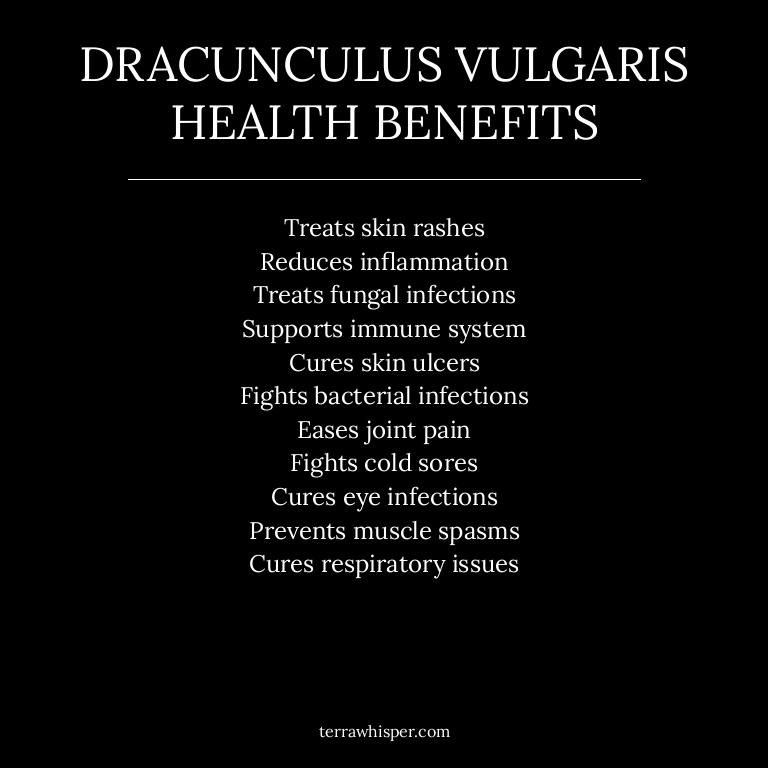 DRACUNCULUS VULGARIS
HEALTH BENEFITS
Treats skin rashes
Reduces inflammation
Treats fungal infections
Supports immune system
Cures skin ulcers
Fights bacterial infections
Eases joint pain
Fights cold sores
Cures eye infections
Prevents muscle spasms
Cures respiratory issues
terrawhisper.com